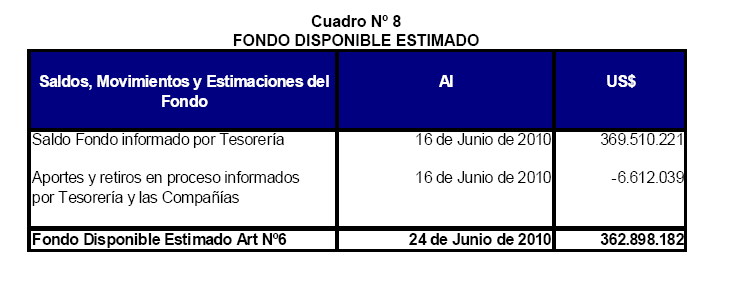 Cuadro Nº 8
FONDO DISPONIBLE ESTIMADO
Saldos, Movimientos y Estimaciones del Fondo Al US$
Saldo Fondo informado por Tesorería 16 de Junio de 2010 369.510.221
Aportes y retiros en proceso informados 16 de Junio de 2010 -6.612.039
por Tesorería y las Compañías
Fondo Disponible Estimado Art Nº6 24 de Junio de 2010 362.898.182